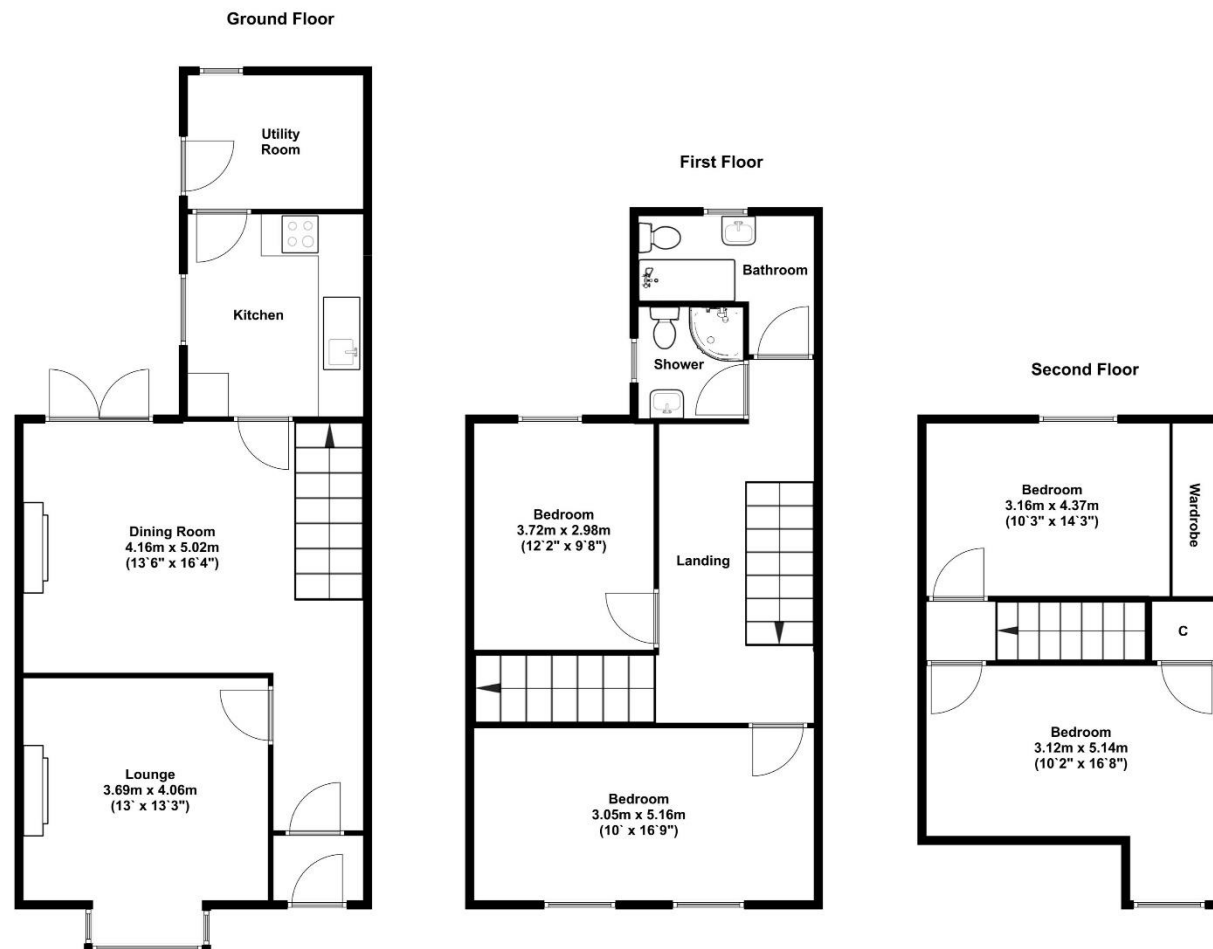 Ground Floor
Utility
Room
Kitchen
Dining Room
4.16m x 5.02m
(13`6" x 16`4")
Lounge
3.69m x 4.06m
(13` x 13`3")
First Floor
Bathroom
Shower
Bedroom
3.72m x 2.98m
(12`2" x 9`8")
Landing
Bedroom
3.05m x 5.16m
(10` x 16`9")
Second Floor
Bedroom
3.16m x 4.37m
(10`3" x 14`3")
Wardrobe
C
Bedroom
3.12m x 5.14m
(10`2" x 16`8")